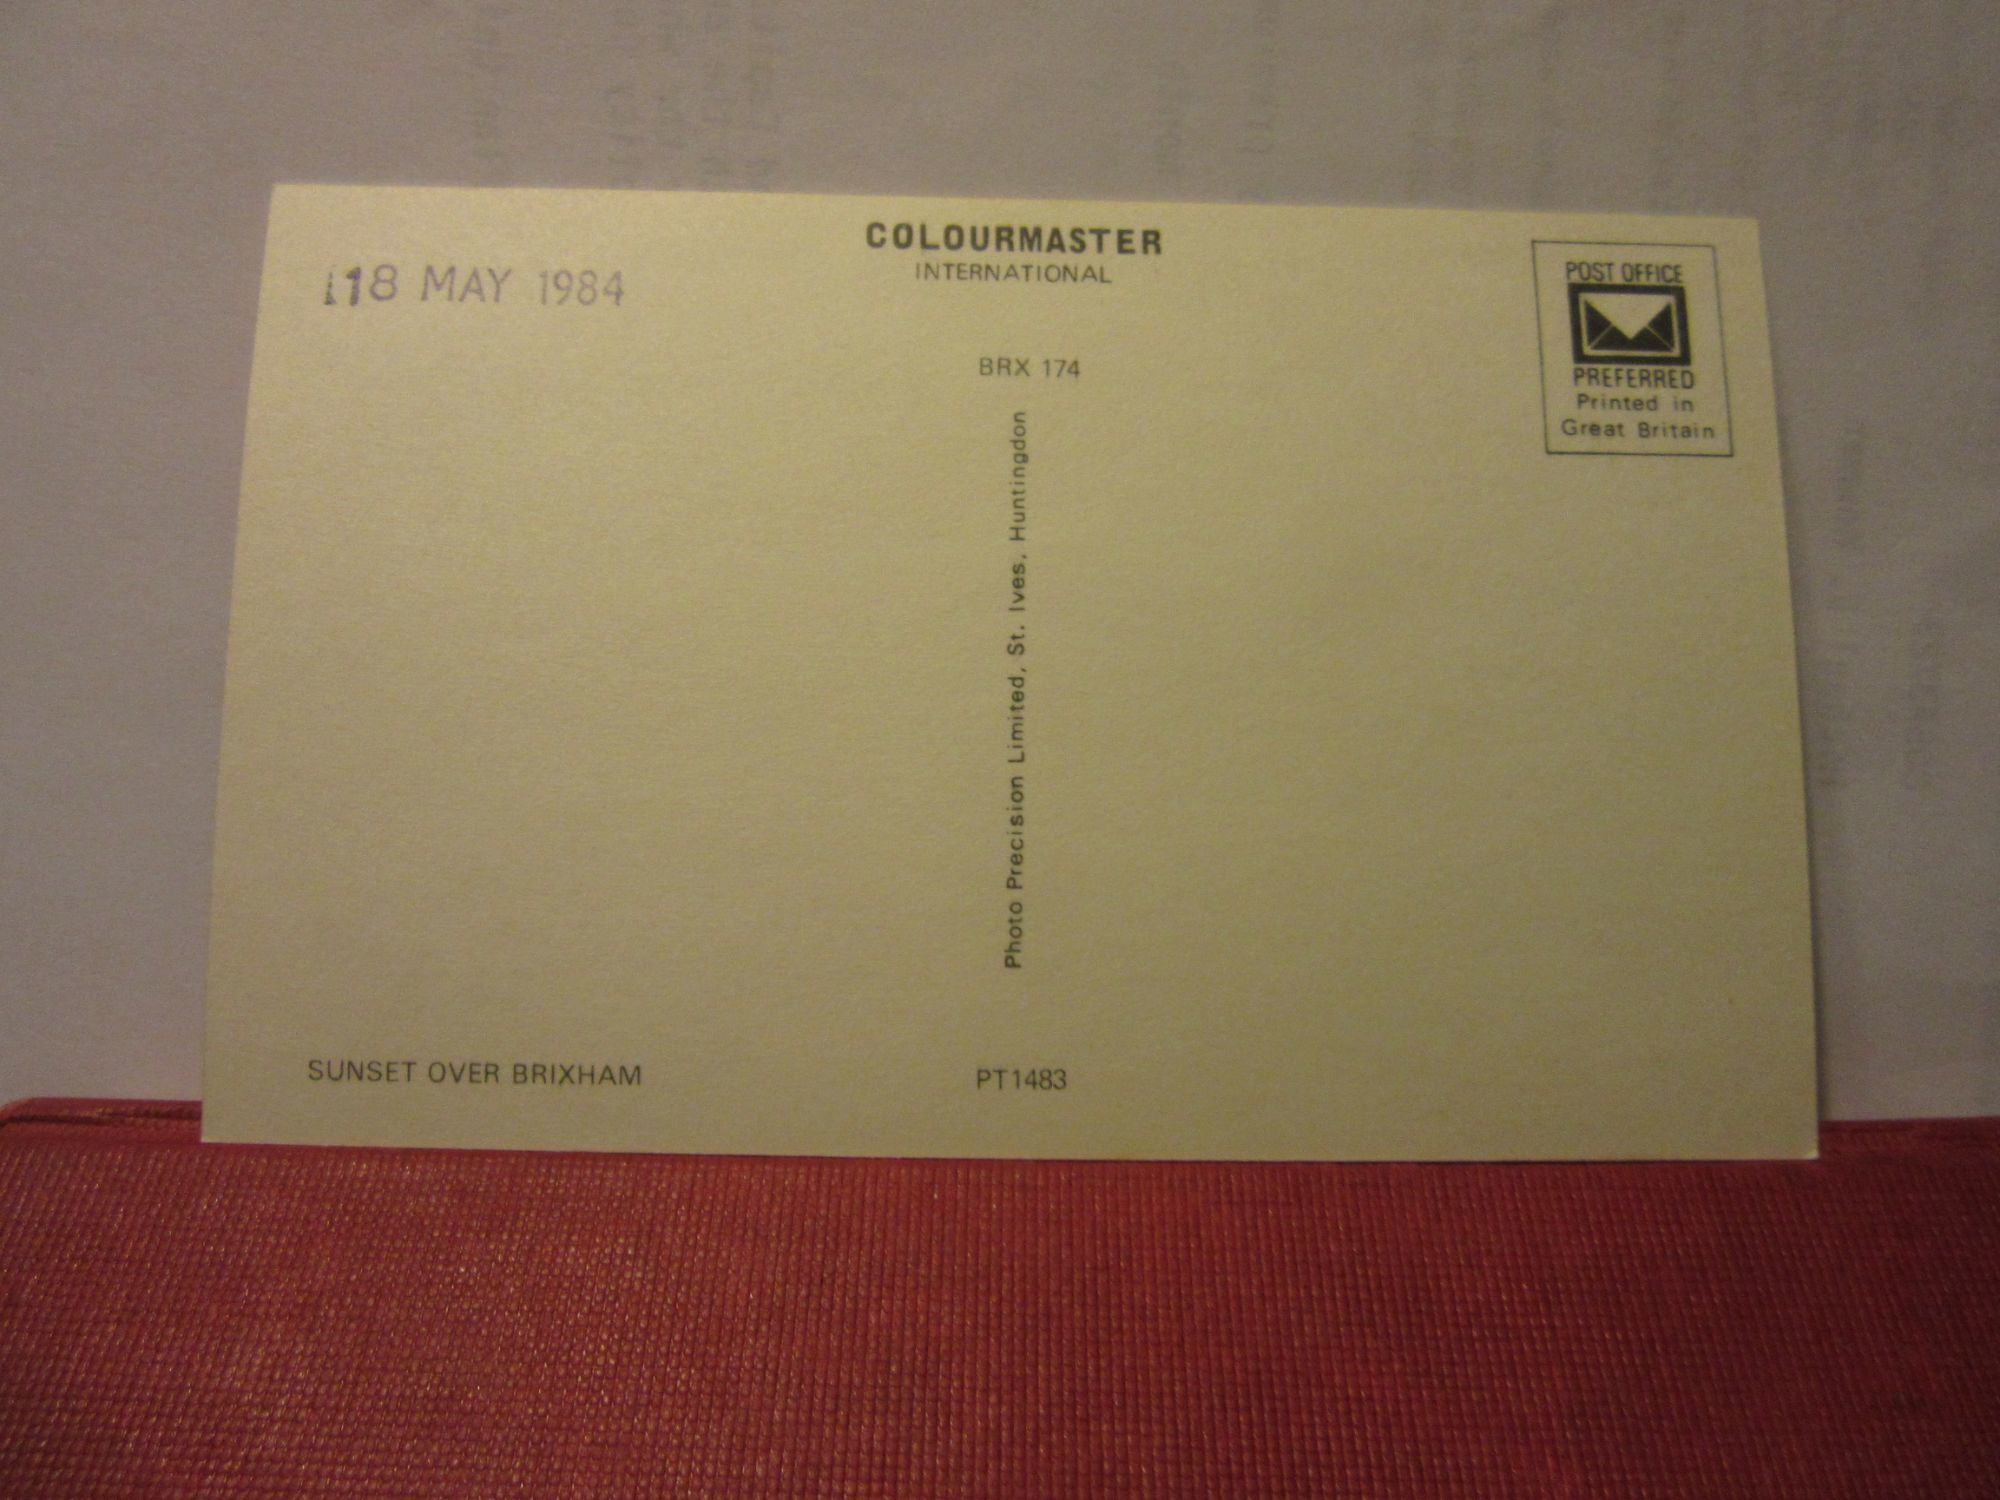 COLOURMASTER
INTERNATIONAL
18 MAY 1984
POST OFFICE
PREFERRED
Printed in
Great Britain
BRX 174
Photo Precision Limited, St. Ives., Huntingdon
SUNSET OVER BRIXHAM
PT1483